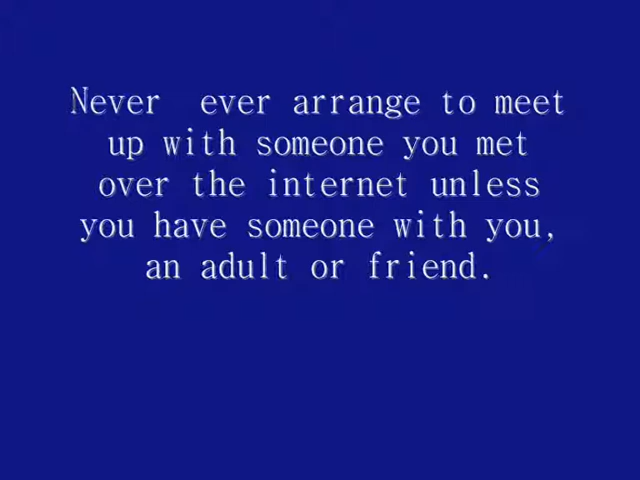 Never  ever arrange to meet
up with someone you met
over the internet unless
you have someone with you,
an adult or friend.